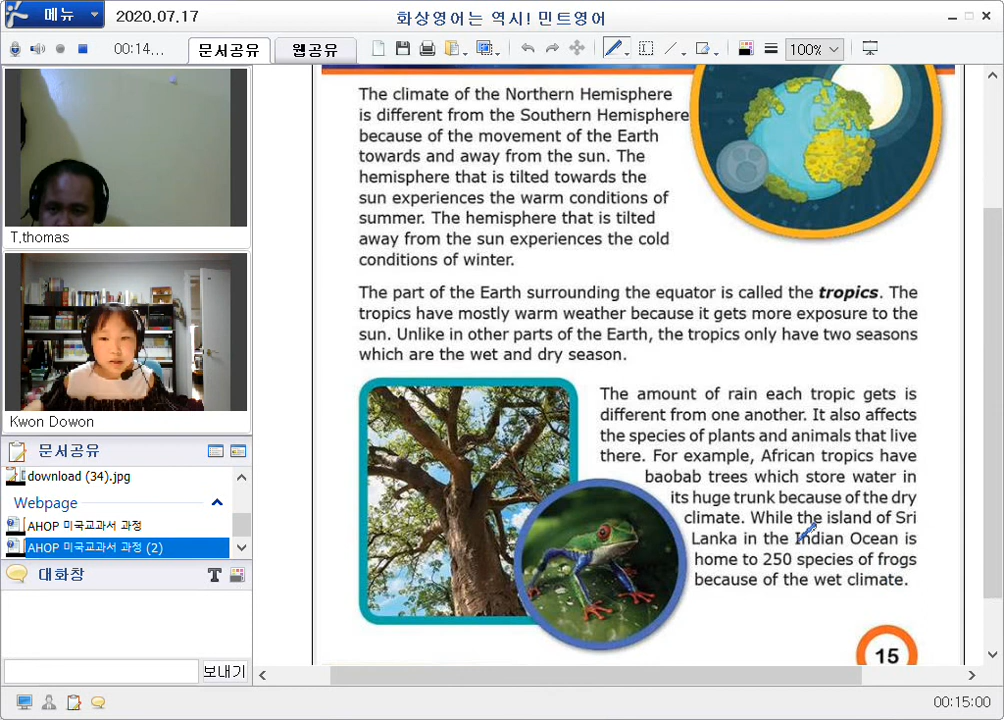 메뉴
2020.07.17
화상영어는 역시! 민트영어
00:14...
문서공유
웹공유
100%
T.thomas
Kwon Dowon
문서공유
download (34).jpg
Webpage
AHOP 미국교과서 과정
AHOP 미국교과서 과정 (2)
대화창
보내기
The climate of the Northern Hemisphere
is different from the Southern Hemisphere
because of the movement of the Earth
towards and away from the sun. The
hemisphere that is tilted towards the
sun experiences the warm conditions of
summer. The hemisphere that is tilted
away from the sun experiences the cold
conditions of winter.
The part of the Earth surrounding the equator is called the tropics. The
tropics have mostly warm weather because it gets more exposure to the
sun. Unlike in other parts of the Earth, the tropics only have two seasons
which are the wet and dry season.
The amount of rain each tropic gets is
different from one another. It also affects
the species of plants and animals that live
there. For example, African tropics have
baobab trees which store water in
its huge trunk because of the dry
climate. While the island of Sri
Lanka in the Indian Ocean is
home to 250 species of frogs
because of the wet climate.
15
00:15:00